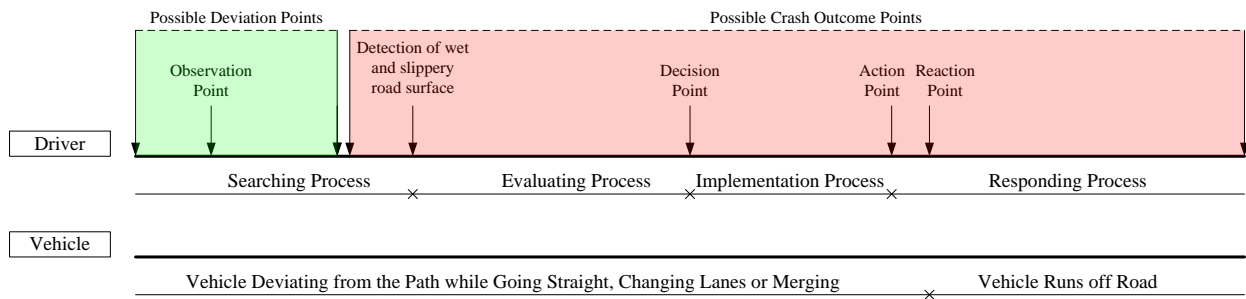 Possible Deviation Points
Possible Crash Outcome Points
Detection of wet
and slippery
road surface
Observation
Point
Decision
Point
Action
Point
Reaction
Point
Driver
Searching Process
Evaluating Process
Implementation Process
Responding Process
Vehicle
Vehicle Deviating from the Path while Going Straight, Changing Lanes or Merging
Vehicle Runs off Road